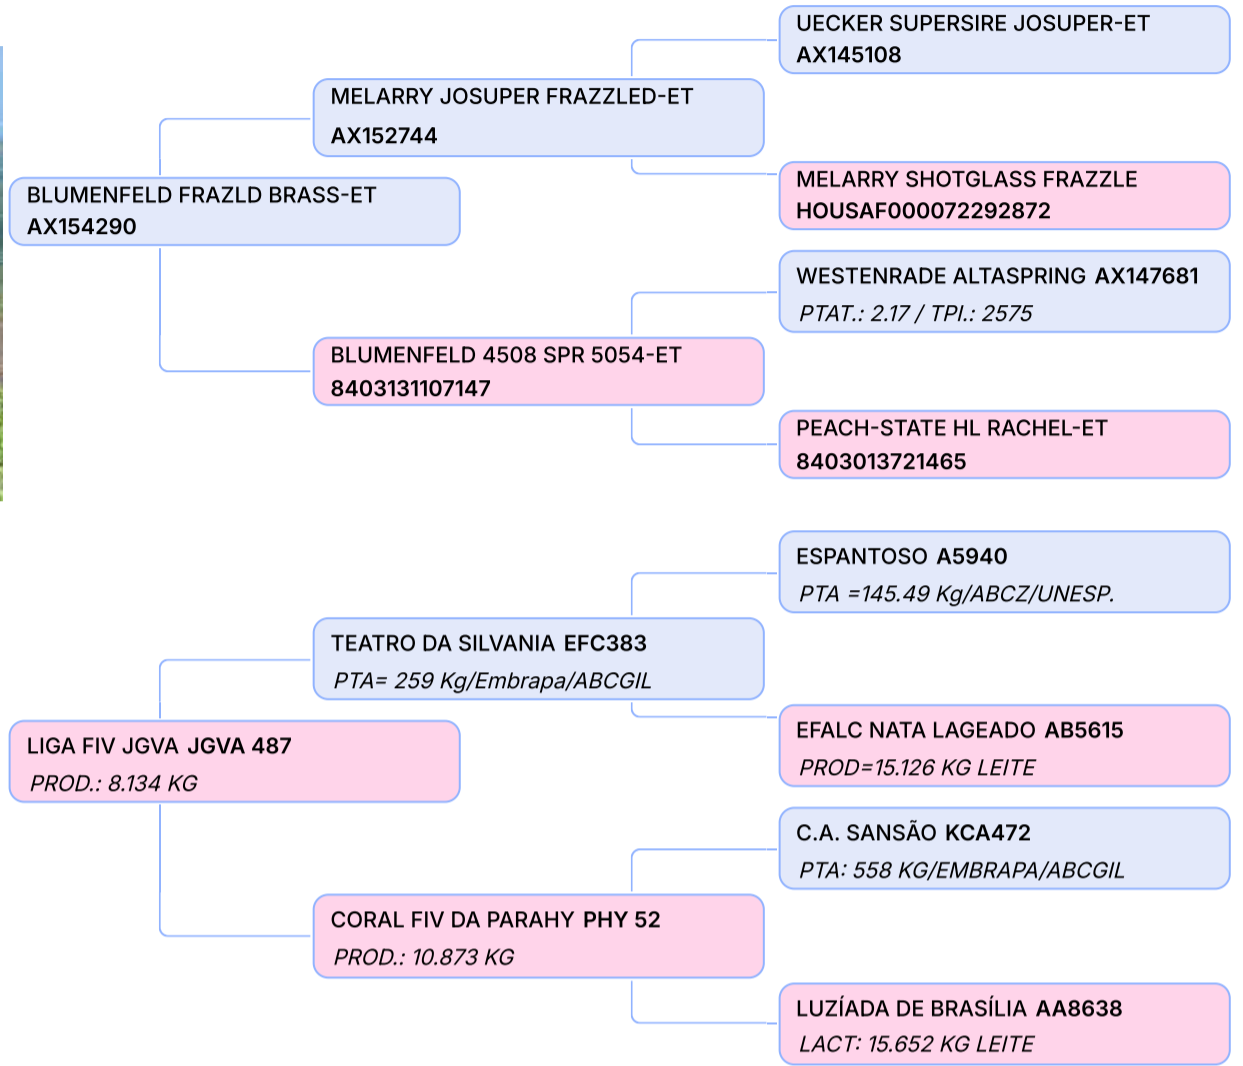 UECKER SUPERSIRE JOSUPER-ET
AX145108
MELARRY JOSUPER FRAZZLED-ET
AX152744
MELARRY SHOTGLASS FRAZZLE
HOUSAF000072292872
BLUMENFELD FRAZLD BRASS-ET
AX154290
WESTENRADE ALTASPRING AX147681
PTAT.: 2.17 / TPI.: 2575
BLUMENFELD 4508 SPR 5054-ET
8403131107147
PEACH-STATE HL RACHEL-ET
8403013721465
ESPANTOSO A5940
PTA =145.49 Kg/ABCZ/UNESP.
TEATRO DA SILVANIA EFC383
PTA= 259 Kg/Embrapa/ABCGIL
EFALC NATA LAGEADO AB5615
PROD=15.126 KG LEITE
LIGA FIV JGVA JGVA 487
PROD.: 8.134 KG
C.A. SANSÃO KCA472
PTA: 558 KG/EMBRAPA/ABCGIL
CORAL FIV DA PARAHY PHY 52
PROD.: 10.873 KG
LUZÍADA DE BRASÍLIA AA8638
LACT: 15.652 KG LEITE